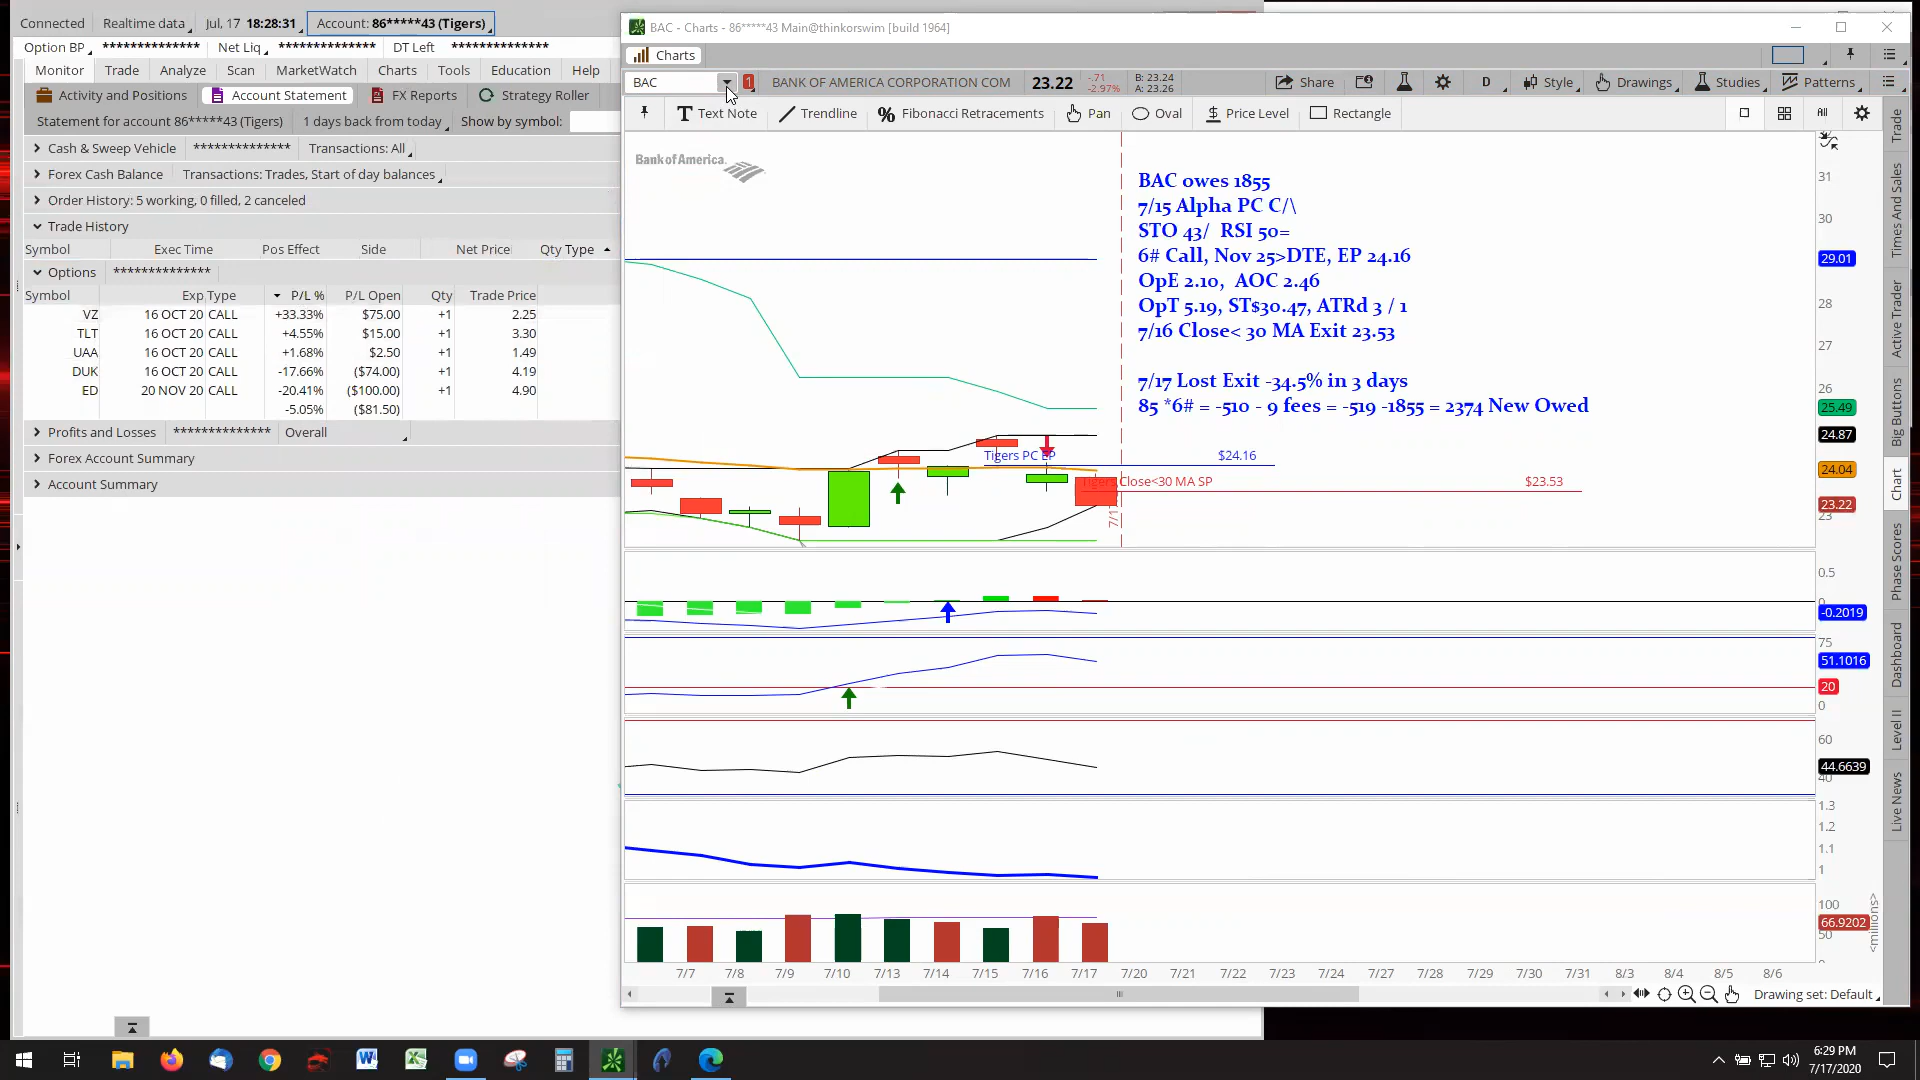 Connected Realtime data Jul, 17 18:28:31 Account: 86*****43 (Tigers)
Option BP ************** Net Liq ************** DT Left **************
Monitor Trade Analyze Scan MarketWatch Charts Tools Education Help
Activity and Positions Account Statement FX Reports Strategy Roller
Statement for account 86*****43 (Tigers) 1 days back from today Show by symbol:
Cash & Sweep Vehicle ************** Transactions: All
Forex Cash Balance Transactions: Trades, Start of day balances
Order History: 5 working, 0 filled, 2 canceled
Trade History
Symbol Exec Time Pos Effect Side Net Price Qty Type
Options **************
Symbol Exp Type P/L % P/L Open Qty Trade Price
VZ 16 OCT 20 CALL +33.33% $75.00 +1 2.25
TLT 16 OCT 20 CALL +4.55% $15.00 +1 3.30
UAA 16 OCT 20 CALL +1.68% $2.50 +1 1.49
DUK 16 OCT 20 CALL -17.66% ($74.00) +1 4.19
ED 20 NOV 20 CALL -20.41% ($100.00) +1 4.90
-5.05% ($81.50)
Profits and Losses ************** Overall
Forex Account Summary
Account Summary
BAC - Charts - 86*****43 Main@thinkorswim [build 1964]
Charts
BAC 1 BANK OF AMERICA CORPORATION COM 23.22 -.71 -2.97% B: 23.24 A: 23.26 Share D Style Drawings Studies Patterns
Text Note Trendline Fibonacci Retracements Pan Oval Price Level Rectangle All
Bank of America
BAC owes 1855
7/15 Alpha PC C/\
STO 43/ RSI 50=
6# Call, Nov 25>DTE, EP 24.16
OpE 2.10, AOC 2.46
OpT 5.19, ST$30.47, ATRd 3 / 1
7/16 Close< 30 MA Exit 23.53
7/17 Lost Exit -34.5% in 3 days
85 *6# = -510 - 9 fees = -519 -1855 = 2374 New Owed
Tigers PC EP $24.16
Tigers,Close<30 MA SP $23.53
31
30
29.01
28
27
26
25.49
24.87
24.04
23.22
23
0.5
0
-0.2019
75
51.1016
20
0
60
44.6639
40
1.3
1.2
1.1
1
100
66.9202
50
<millions>
7/7 7/8 7/9 7/10 7/13 7/14 7/15 7/16 7/17 7/20 7/21 7/22 7/23 7/24 7/27 7/28 7/29 7/30 7/31 8/3 8/4 8/5 8/6
Drawing set: Default
Trade
Times And Sales
Active Trader
Big Buttons
Chart
Phase Scores
Dashboard
Level II
Live News
6:29 PM
7/17/2020